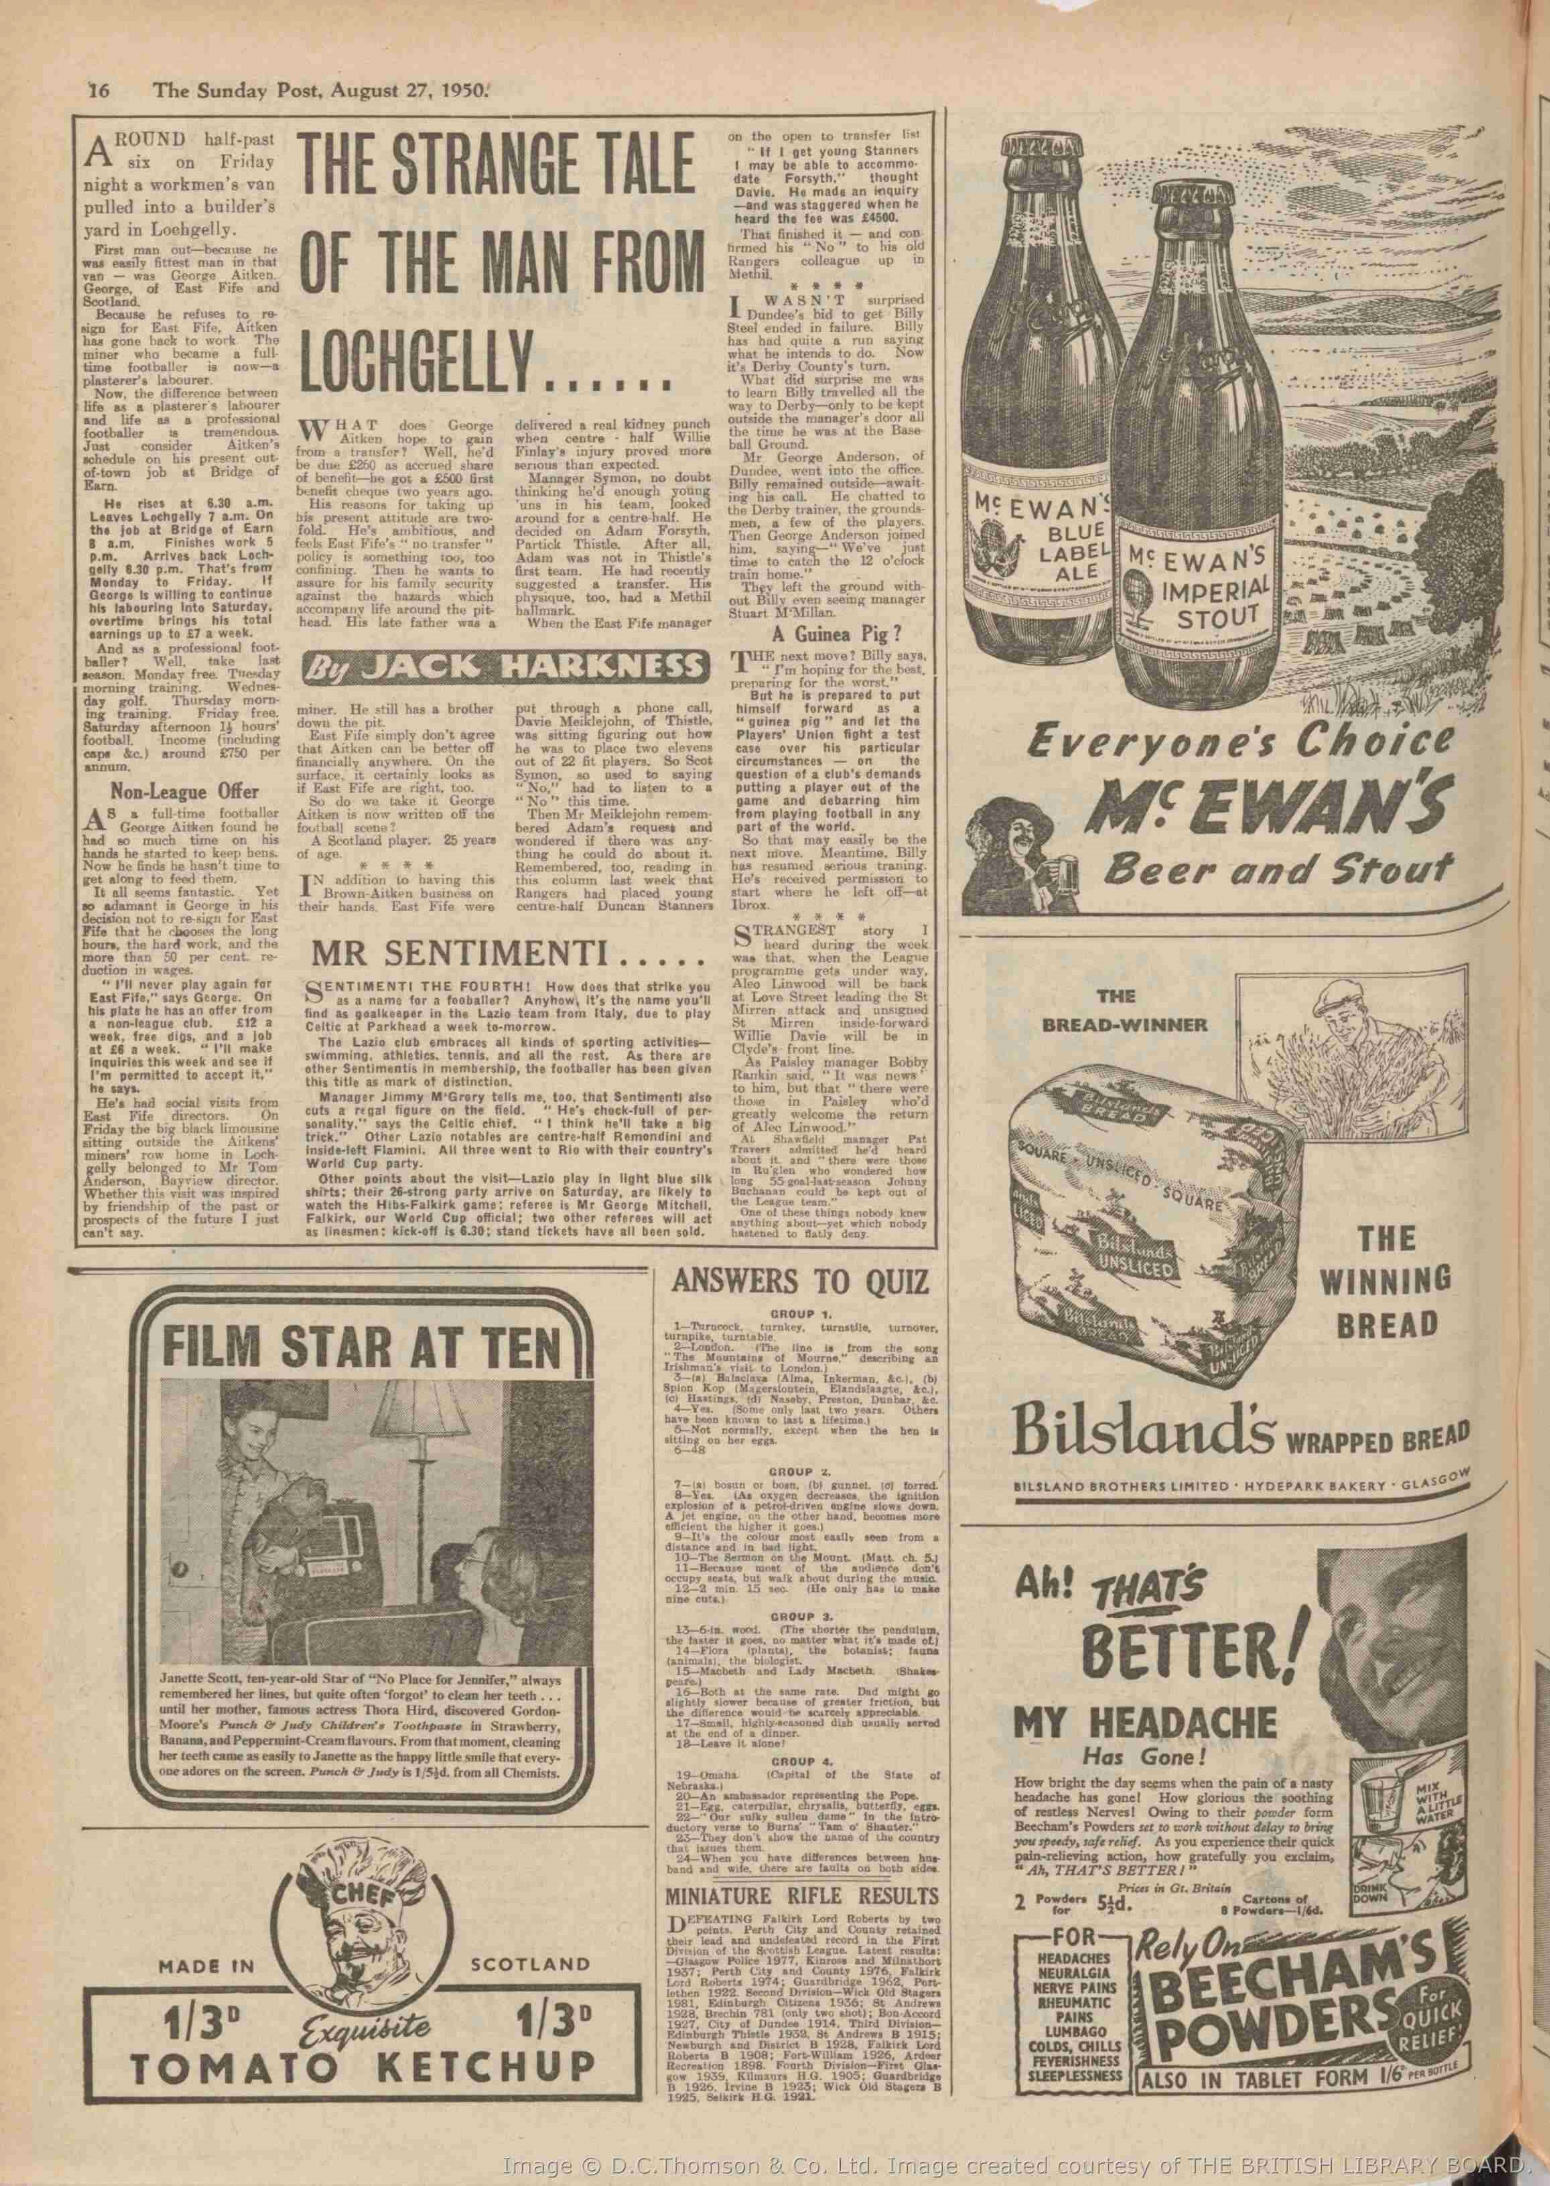 16 The Sunday Post, August 27, 1950.
THE STRANGE TALE
OF THE MAN FROM
LOCHGELLY......
AROUND half-past
six on Friday
night a workmen's van
pulled into a builder's
yard in Lochgelly.
First man out—because he
was easily fittest man in that
van — was George Aitken.
George, of East Fife and
Scotland.
Because he refuses to re-
sign for East Fife, Aitken
has gone back to work. The
miner who became a full-
time footballer is now—a
plasterer's labourer.
Now, the difference between
life as a plasterer's labourer
and life as a professional
footballer is tremendous.
Just consider Aitken's
schedule on his present out-
of-town job at Bridge of
Earn.
He rises at 6.30 a.m.
Leaves Lochgelly 7 a.m. On
the job at Bridge of Earn
8 a.m. Finishes work 5
p.m. Arrives back Loch-
gelly 6.30 p.m. That's from
Monday to Friday. If
George is willing to continue
his labouring into Saturday,
overtime brings his total
earnings up to £7 a week.
And as a professional foot-
baller? Well, take last
season. Monday free. Tuesday
morning training. Wednes-
day golf. Thursday morn-
ing training. Friday free.
Saturday afternoon 1½ hours'
football. Income (including
caps &c.) around £750 per
annum.
Non-League Offer
AS a full-time footballer
George Aitken found he
had so much time on his
hands he started to keep hens.
Now he finds he hasn't time to
get along to feed them.
It all seems fantastic. Yet
so adamant is George in his
decision not to re-sign for East
Fife that he chooses the long
hours, the hard work, and the
more than 50 per cent. re-
duction in wages.
"I'll never play again for
East Fife," says George. On
his plate he has an offer from
a non-league club. £12 a
week, free digs, and a job
at £6 a week. "I'll make
inquiries this week and see if
I'm permitted to accept it,"
he says.
He's had social visits from
East Fife directors. On
Friday the big black limousine
sitting outside the Aitkens'
miners' row home in Loch-
gelly belonged to Mr Tom
Anderson, Bayview director.
Whether this visit was inspired
by friendship of the past or
prospects of the future I just
can't say.
WHAT does George
Aitken hope to gain
from a transfer? Well, he'd
be due £250 as accrued share
of benefit—he got a £500 first
benefit cheque two years ago.
His reasons for taking up
his present attitude are two-
fold. He's ambitious, and
feels East Fife's "no transfer"
policy is something too, too
confining. Then he wants to
assure for his family security
against the hazards which
accompany life around the pit-
head. His late father was a
By JACK HARKNESS
miner. He still has a brother
down the pit.
East Fife simply don't agree
that Aitken can be better off
financially anywhere. On the
surface, it certainly looks as
if East Fife are right, too.
So do we take it George
Aitken is now written off the
football scene?
A Scotland player. 25 years
of age.
* * * *
IN addition to having this
Brown-Aitken business on
their hands, East Fife were
delivered a real kidney punch
when centre-half Willie
Finlay's injury proved more
serious than expected.
Manager Symon, no doubt
thinking he'd enough young
'uns in his team, looked
around for a centre-half. He
decided on Adam Forsyth,
Partick Thistle. After all,
Adam was not in Thistle's
first team. He had recently
suggested a transfer. His
physique, too, had a Methil
hallmark.
When the East Fife manager
put through a phone call,
Davie Meiklejohn, of Thistle,
was sitting figuring out how
he was to place two elevens
out of 22 fit players. So Scot
Symon, so used to saying
"No," had to listen to a
"No" this time.
Then Mr Meiklejohn remem-
bered Adam's request and
wondered if there was any-
thing he could do about it.
Remembered, too, reading in
this column last week that
Rangers had placed young
centre-half Duncan Stanners
on the open to transfer list
"If I get young Stanners
I may be able to accommo-
date Forsyth," thought
Davie. He made an inquiry
—and was staggered when he
heard the fee was £4500.
That finished it — and con-
firmed his "No" to his old
Rangers colleague up in
Methil.
* * * *
I WASN'T surprised
Dundee's bid to get Billy
Steel ended in failure. Billy
has had quite a run saying
what he intends to do. Now
it's Derby County's turn.
What did surprise me was
to learn Billy travelled all the
way to Derby—only to be kept
outside the manager's door all
the time he was at the Base-
ball Ground.
Mr George Anderson, of
Dundee, went into the office.
Billy remained outside—await-
ing his call. He chatted to
the Derby trainer, the grounds-
men, a few of the players.
Then George Anderson joined
him, saying—"We've just
time to catch the 12 o'clock
train home."
They left the ground with-
out Billy even seeing manager
Stuart M'Millan.
A Guinea Pig?
THE next move? Billy says,
"I'm hoping for the best,
preparing for the worst."
But he is prepared to put
himself forward as a
"guinea pig" and let the
Players' Union fight a test
case over his particular
circumstances — on the
question of a club's demands
putting a player out of the
game and debarring him
from playing football in any
part of the world.
So that may easily be the
next move. Meantime, Billy
has resumed serious training.
He's received permission to
start where he left off—at
Ibrox.
* * * *
STRANGEST story I
heard during the week
was that, when the League
programme gets under way,
Alec Linwood will be back
at Love Street leading the St
Mirren attack and unsigned
St Mirren inside-forward
Willie Davie will be in
Clyde's front line.
As Paisley manager Bobby
Rankin said, "It was news
to him, but that "there were
those in Paisley who'd
greatly welcome the return
of Alec Linwood."
At Shawfield manager Pat
Travers admitted he'd heard
about it, and "there were those
in Ru'glen who wondered how
long 55-goal-last-season Johnny
Buchanan could be kept out of
the League team."
One of these things nobody knew
anything about—yet which nobody
hastened to flatly deny.
MR SENTIMENTI.....
SENTIMENTI THE FOURTH! How does that strike you
as a name for a fooballer? Anyhow, it's the name you'll
find as goalkeeper in the Lazio team from Italy, due to play
Celtic at Parkhead a week to-morrow.
The Lazio club embraces all kinds of sporting activities—
swimming, athletics, tennis, and all the rest. As there are
other Sentimentis in membership, the footballer has been given
this title as mark of distinction.
Manager Jimmy M'Grory tells me, too, that Sentimenti also
cuts a regal figure on the field. "He's chock-full of per-
sonality," says the Celtic chief. "I think he'll take a big
trick." Other Lazio notables are centre-half Remondini and
inside-left Flamini. All three went to Rio with their country's
World Cup party.
Other points about the visit—Lazio play in light blue silk
shirts; their 26-strong party arrive on Saturday, are likely to
watch the Hibs-Falkirk game; referee is Mr George Mitchell,
Falkirk, our World Cup official; two other referees will act
as linesmen; kick-off is 6.30; stand tickets have all been sold.
FILM STAR AT TEN
Janette Scott, ten-year-old Star of "No Place for Jennifer," always
remembered her lines, but quite often 'forgot' to clean her teeth . . .
until her mother, famous actress Thora Hird, discovered Gordon-
Moore's Punch & Judy Children's Toothpaste in Strawberry,
Banana, and Peppermint-Cream flavours. From that moment, cleaning
her teeth came as easily to Janette as the happy little smile that every-
one adores on the screen. Punch & Judy is 1/5½d. from all Chemists.
CHEF
MADE IN SCOTLAND
1/3D Exquisite 1/3D
TOMATO KETCHUP
ANSWERS TO QUIZ
GROUP 1.
1—Turncock, turnkey, turnstile, turnover,
turnpike, turntable.
2—London. (The line is from the song
"The Mountains of Mourne," describing an
Irishman's visit to London.)
3—(a) Balaclava (Alma, Inkerman, &c.), (b)
Spion Kop (Magersfontein, Elandslaagte, &c.),
(c) Hastings, (d) Naseby, Preston, Dunbar, &c.
4—Yes. (Some only last two years. Others
have been known to last a lifetime.)
5—Not normally, except when the hen is
sitting on her eggs.
6—48
GROUP 2.
7—(a) bosun or bosn, (b) gunnel, (c) forred.
8—Yes. (As oxygen decreases, the ignition
explosion of a petrol-driven engine slows down.
A jet engine, on the other hand, becomes more
efficient the higher it goes.)
9—It's the colour most easily seen from a
distance and in bad light.
10—The Sermon on the Mount. (Matt. ch. 5.)
11—Because most of the audience don't
occupy seats, but walk about during the music.
12—2 min. 15 sec. (He only has to make
nine cuts.)
GROUP 3.
13—6-in. wood. (The shorter the pendulum,
the faster it goes, no matter what it's made of.)
14—Flora (plants), the botanist; fauna
(animals), the biologist.
15—Macbeth and Lady Macbeth. (Shakes-
peare.)
16—Both at the same rate. Dad might go
slightly slower because of greater friction, but
the difference would be scarcely appreciable.
17—Small, highly-seasoned dish usually served
at the end of a dinner.
18—Leave it alone!
GROUP 4.
19—Omaha. (Capital of the State of
Nebraska.)
20—An ambassador representing the Pope.
21—Egg, caterpillar, chrysalis, butterfly, eggs.
22—"Our sulky sullen dame" in the intro-
ductory verse to Burns' "Tam o' Shanter."
23—They don't show the name of the country
that issues them.
24—When you have differences between hus-
band and wife, there are faults on both sides.
MINIATURE RIFLE RESULTS
DEFEATING Falkirk Lord Roberts by two
points, Perth City and County retained
their lead and undefeated record in the First
Division of the Scottish League. Latest results:
—Glasgow Police 1977, Kinross and Milnathort
1937; Perth City and County 1976, Falkirk
Lord Roberts 1974; Guardbridge 1962, Port-
lethen 1922. Second Division—Wick Old Stagers
1981, Edinburgh Citizens 1936; St Andrews
1928, Brechin 781 (only two shot); Bon-Accord
1927, City of Dundee 1914. Third Division—
Edinburgh Thistle 1932, St Andrews B 1915;
Newburgh and District B 1928, Falkirk Lord
Roberts B 1908; Fort-William 1926, Ardeer
Recreation 1898. Fourth Division—First Glas-
gow 1939, Kilmaurs H.G. 1905; Guardbridge
B 1926, Irvine B 1923; Wick Old Stagers B
1925, Selkirk H.G. 1921.
McEWAN'S
BLUE
LABEL
ALE
McEWAN'S
IMPERIAL
STOUT
Everyone's Choice
McEWAN'S
Beer and Stout
THE
BREAD-WINNER
Bilslands
BREAD
SQUARE · UNSLICED · SQUARE
Bilslands
UNSLICED
Bilslands
BREAD
THE
WINNING
BREAD
Bilsland's WRAPPED BREAD
BILSLAND BROTHERS LIMITED · HYDEPARK BAKERY · GLASGOW
Ah! THAT'S
BETTER!
MY HEADACHE
Has Gone!
How bright the day seems when the pain of a nasty
headache has gone! How glorious the soothing
of restless Nerves! Owing to their powder form
Beecham's Powders set to work without delay to bring
you speedy, safe relief. As you experience their quick
pain-relieving action, how gratefully you exclaim,
"Ah, THAT'S BETTER!"
Prices in Gt. Britain
2 Powders for 5½d. Cartons of
8 Powders—1/6d.
MIX
WITH
A LITTLE
WATER
DRINK
DOWN
FOR
HEADACHES
NEURALGIA
NERVE PAINS
RHEUMATIC
PAINS
LUMBAGO
COLDS, CHILLS
FEVERISHNESS
SLEEPLESSNESS
Rely On
BEECHAM'S
POWDERS
For
QUICK
RELIEF!
ALSO IN TABLET FORM 1/6D PER BOTTLE
Image © D.C.Thomson & Co. Ltd. Image created courtesy of THE BRITISH LIBRARY BOARD.